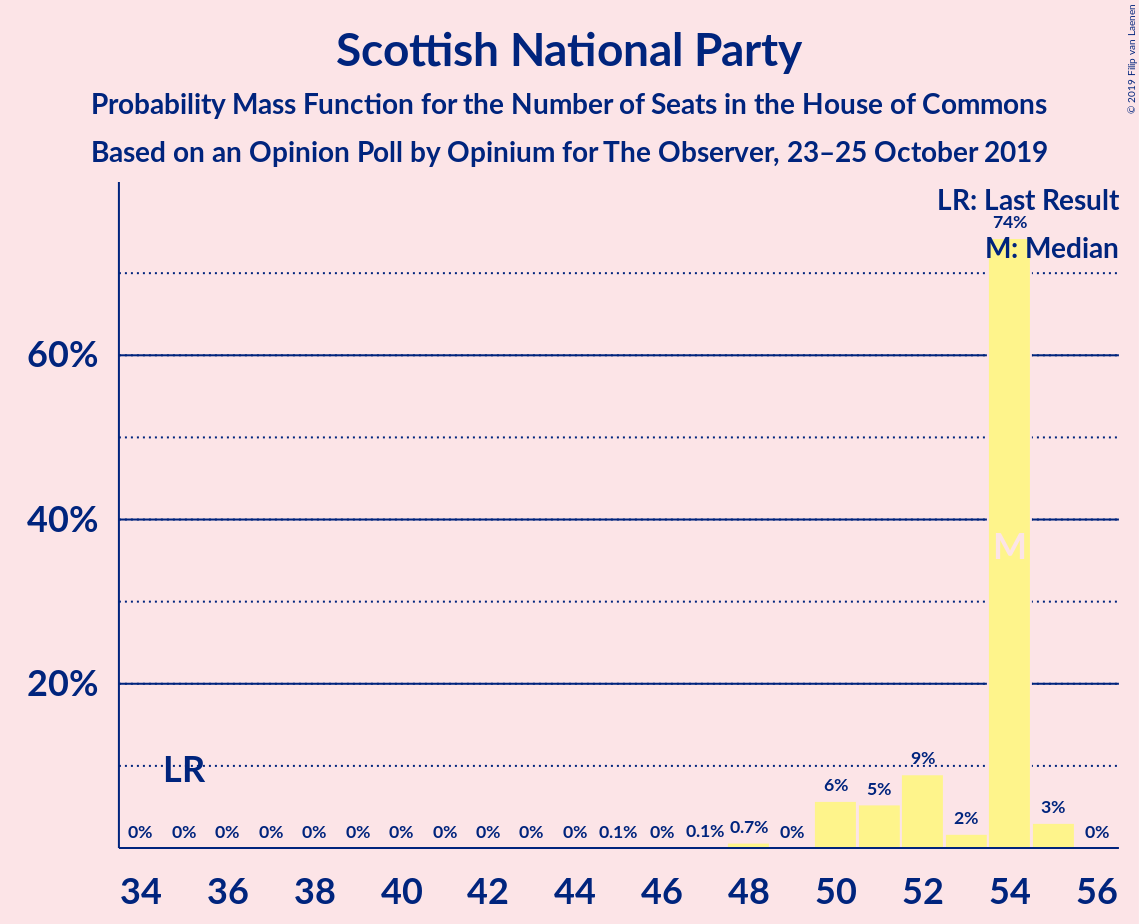 Scottish National Party
Probability Mass Function for the Number of Seats in the House of Commons
Based on an Opinion Poll by Opinium for The Observer, 23–25 October 2019
© 2019 Filip van Laenen
LR: Last Result
74%
M: Median
60%
40%
M
20%
LR
0% 0% 0% 0% 0% 0% 0% 0% 0% 0% 0% 0.1% 0% 0.1% 0.7% 0% 6% 5% 9% 2% 3% 0%
34 36 38 40 42 44 46 48 50 52 54 56